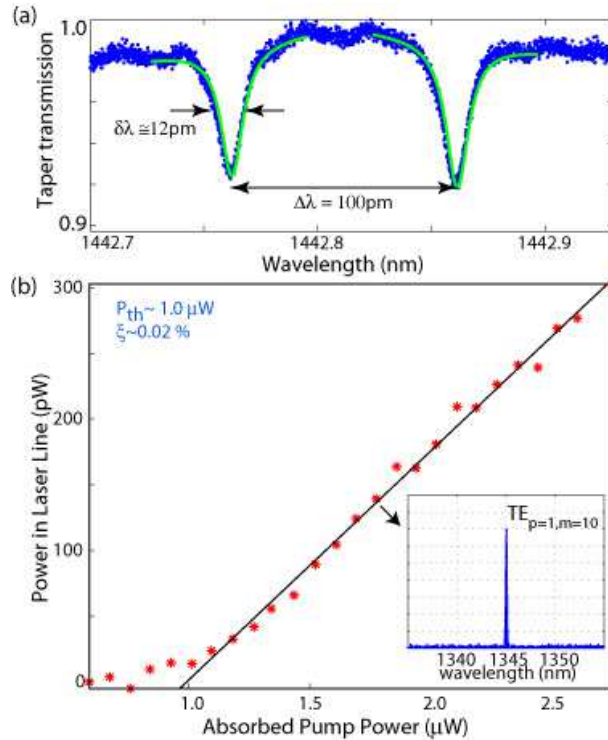 (a)
1.0
Taper transmission
δλ ≅12pm
Δλ = 100pm
0.9
1442.7 1442.8 1442.9
Wavelength (nm)
(b)
300
P_th~ 1.0 μW
ξ~0.02 %
Power in Laser Line (pW)
200
TE_p=1,m=10
100
1340 1345 1350
wavelength (nm)
0
1.0 1.5 2.0 2.5
Absorbed Pump Power (μW)